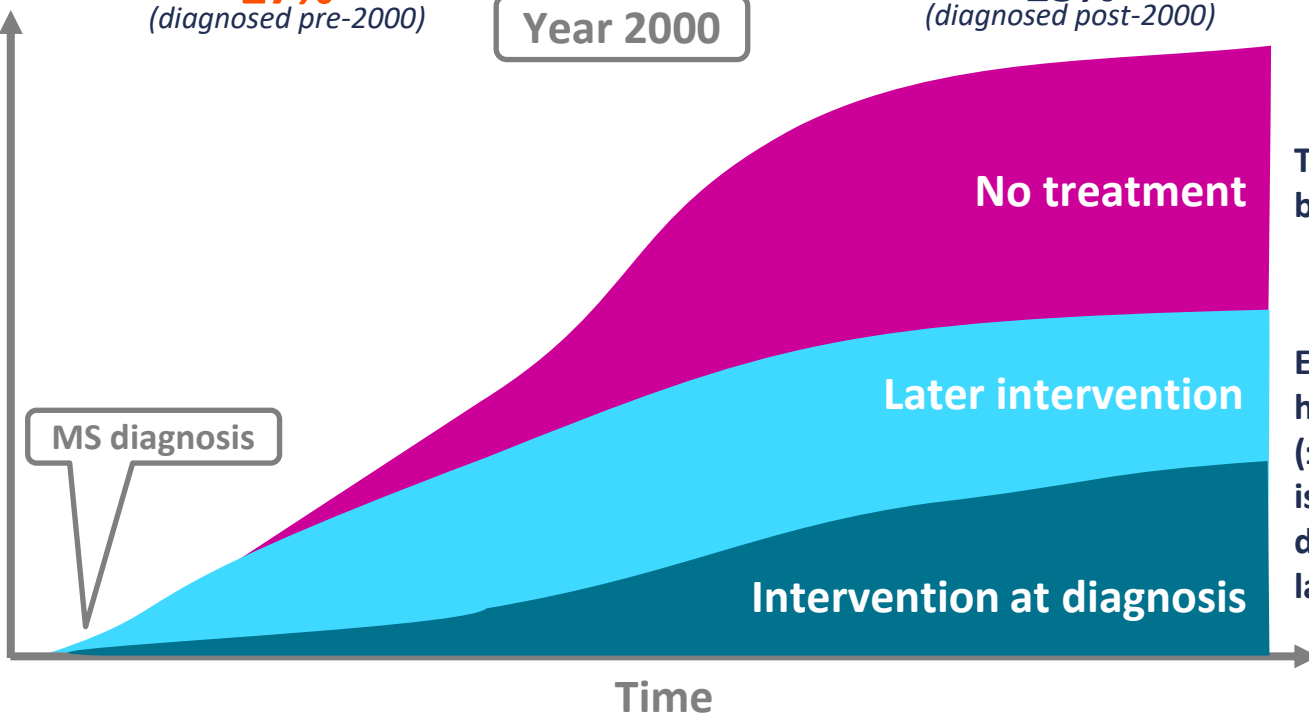 (diagnosed pre-2000)
Year 2000
(diagnosed post-2000)
No treatment
Later intervention
MS diagnosis
Intervention at diagnosis
Time